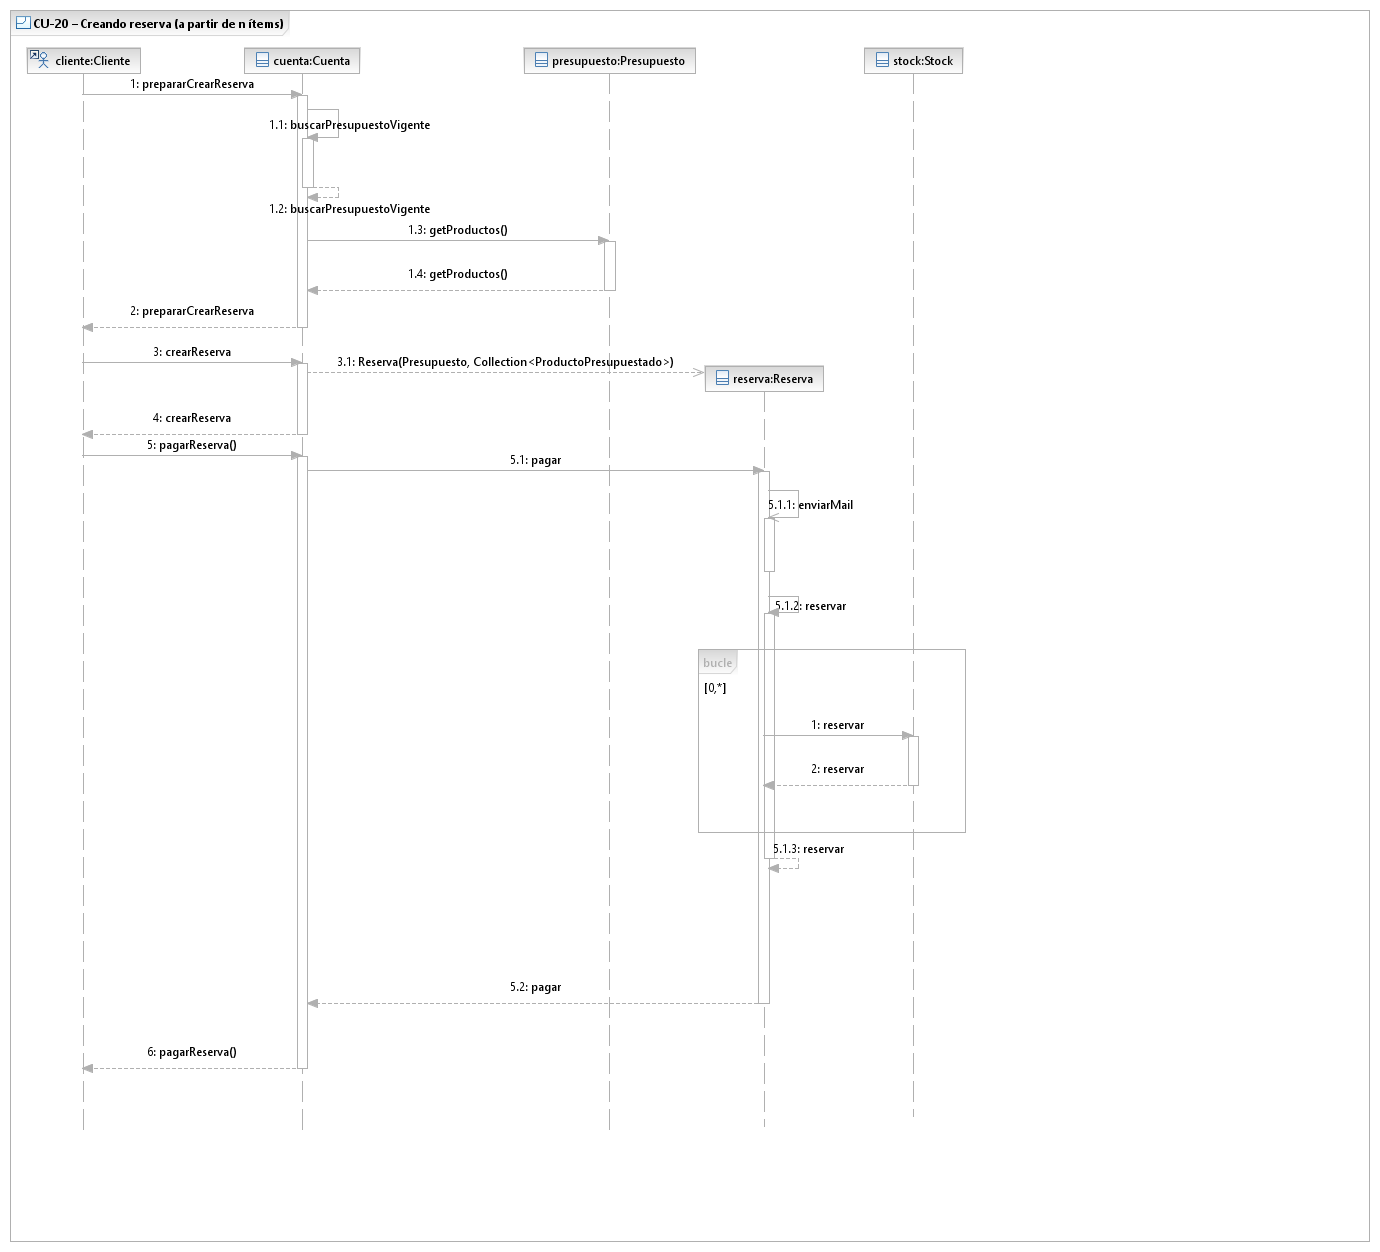 CU-20 – Creando reserva (a partir de n ítems)
cliente:Cliente
cuenta:Cuenta
presupuesto:Presupuesto
stock:Stock
1: prepararCrearReserva
1.1: buscarPresupuestoVigente
1.2: buscarPresupuestoVigente
1.3: getProductos()
1.4: getProductos()
2: prepararCrearReserva
3: crearReserva
3.1: Reserva(Presupuesto, Collection<ProductoPresupuestado>)
reserva:Reserva
4: crearReserva
5: pagarReserva()
5.1: pagar
5.1.1: enviarMail
5.1.2: reservar
bucle
[0,*]
1: reservar
2: reservar
5.1.3: reservar
5.2: pagar
6: pagarReserva()